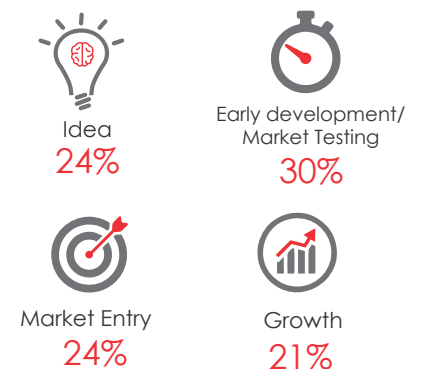 Idea
24%
Early development/
Market Testing
30%
Market Entry
24%
Growth
21%